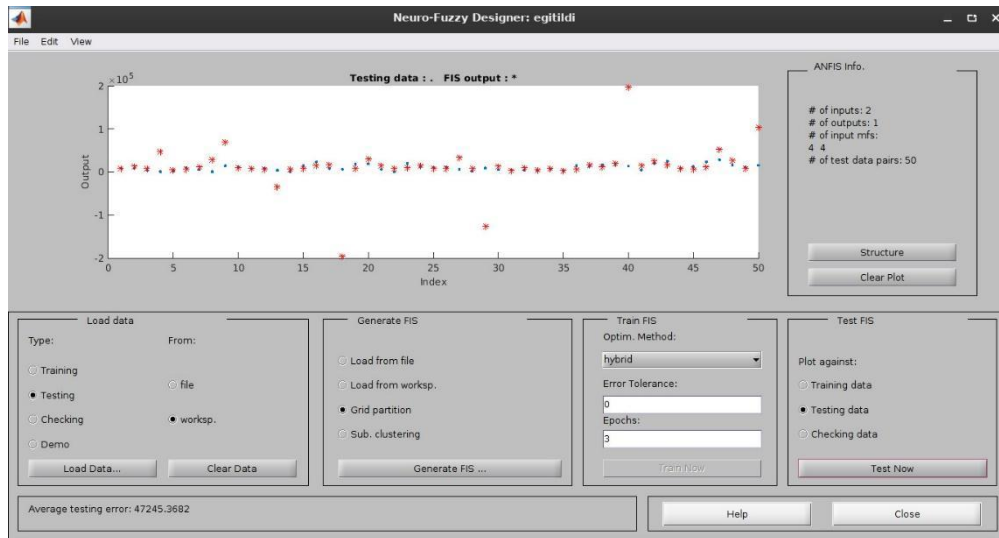 Neuro-Fuzzy Designer: egitildi
File Edit View
Testing data : . FIS output : *
×10^5
2
1
0
-1
-2
Output
0 5 10 15 20 25 30 35 40 45 50
Index
ANFIS Info.
# of inputs: 2
# of outputs: 1
# of input mfs:
4 4
# of test data pairs: 50
Structure
Clear Plot
Load data
Type:
From:
Training
Testing
Checking
Demo
file
worksp.
Load Data...
Clear Data
Generate FIS
Load from file
Load from worksp.
Grid partition
Sub. clustering
Generate FIS ...
Train FIS
Optim. Method:
hybrid
Error Tolerance:
0
Epochs:
3
Train Now
Test FIS
Plot against:
Training data
Testing data
Checking data
Test Now
Average testing error: 47245.3682
Help
Close